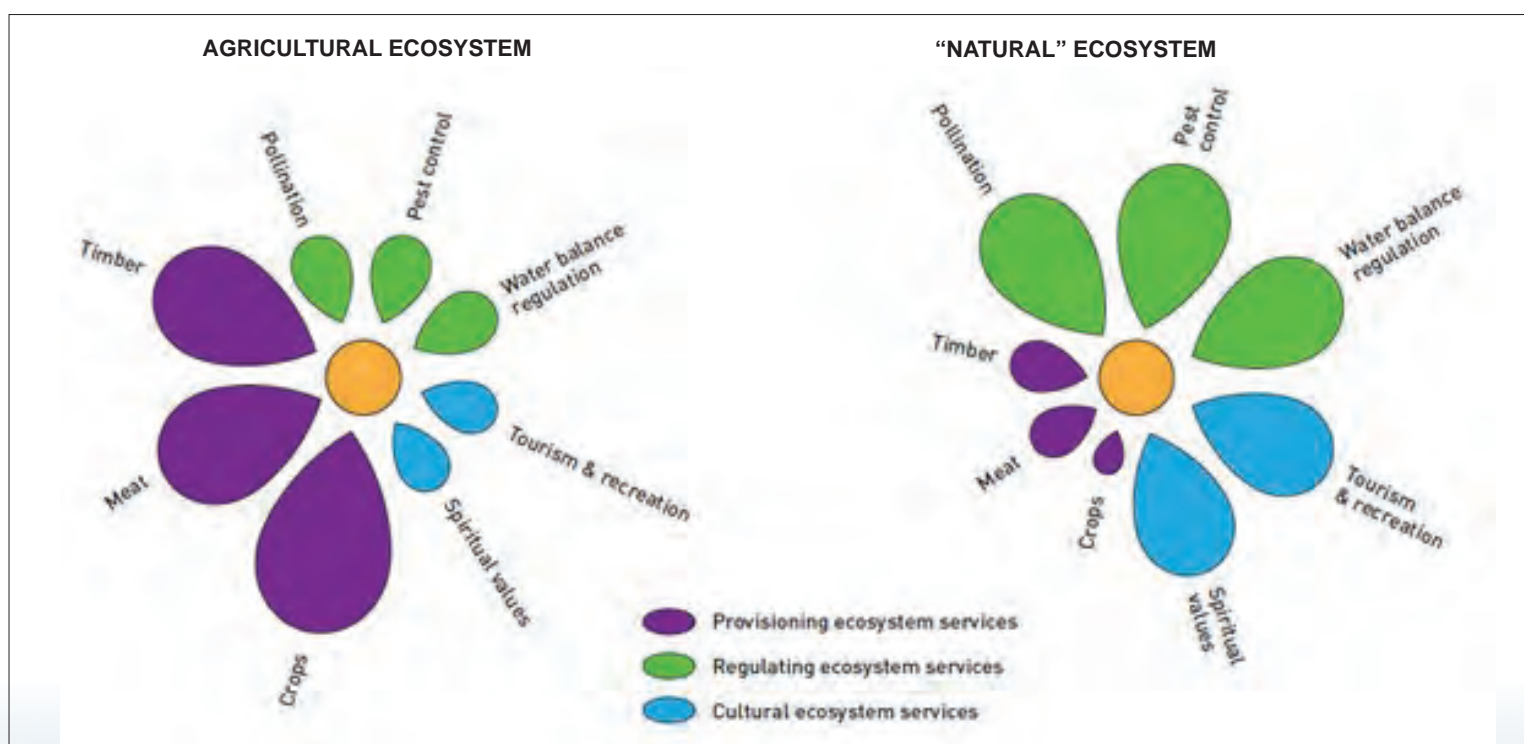 AGRICULTURAL ECOSYSTEM
Pollination
Pest control
Timber
Water balance
regulation
Meat
Tourism & recreation
Spiritual values
Crops
“NATURAL” ECOSYSTEM
Pollination
Pest
control
Water balance
regulation
Timber
Meat
Crops
Tourism
& recreation
Spiritual
values
Provisioning ecosystem services
Regulating ecosystem services
Cultural ecosystem services